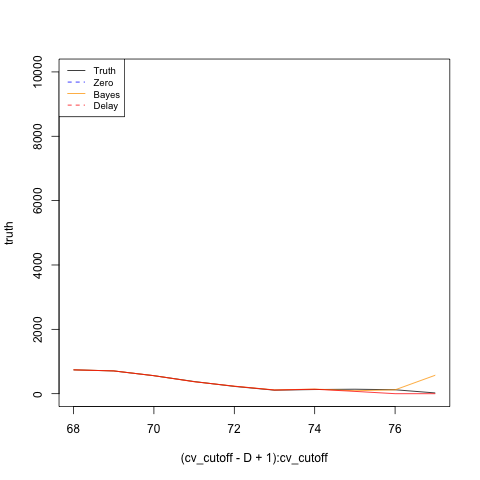 Truth
Zero
Bayes
Delay
10000
8000
6000
4000
2000
0
truth
68 70 72 74 76
(cv_cutoff - D + 1):cv_cutoff